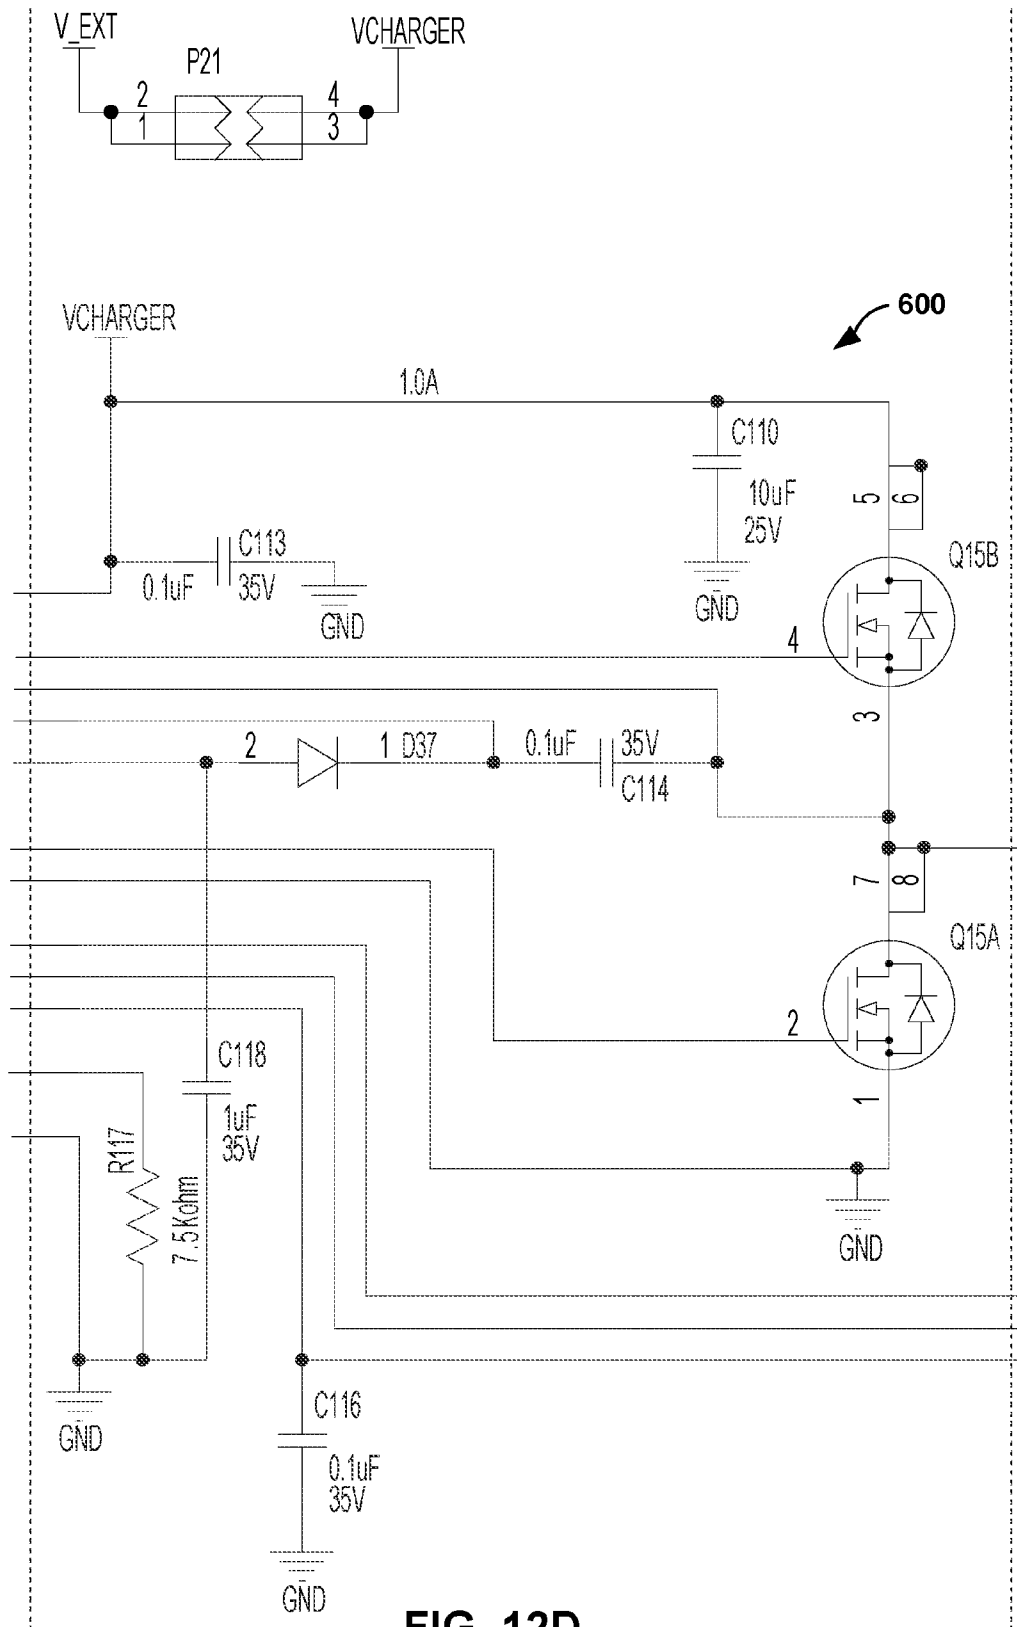 V_EXT
VCHARGER
P21
2
4
1
3
600
VCHARGER
1.0A
C110
10uF
25V
5
6
C113
0.1uF
35V
GND
GND
Q15B
4
3
2
1
D37
0.1uF
35V
C114
7
8
Q15A
2
C118
1uF
35V
1
R117
7.5Kohm
GND
GND
C116
0.1uF
35V
GND
FIG. 12D